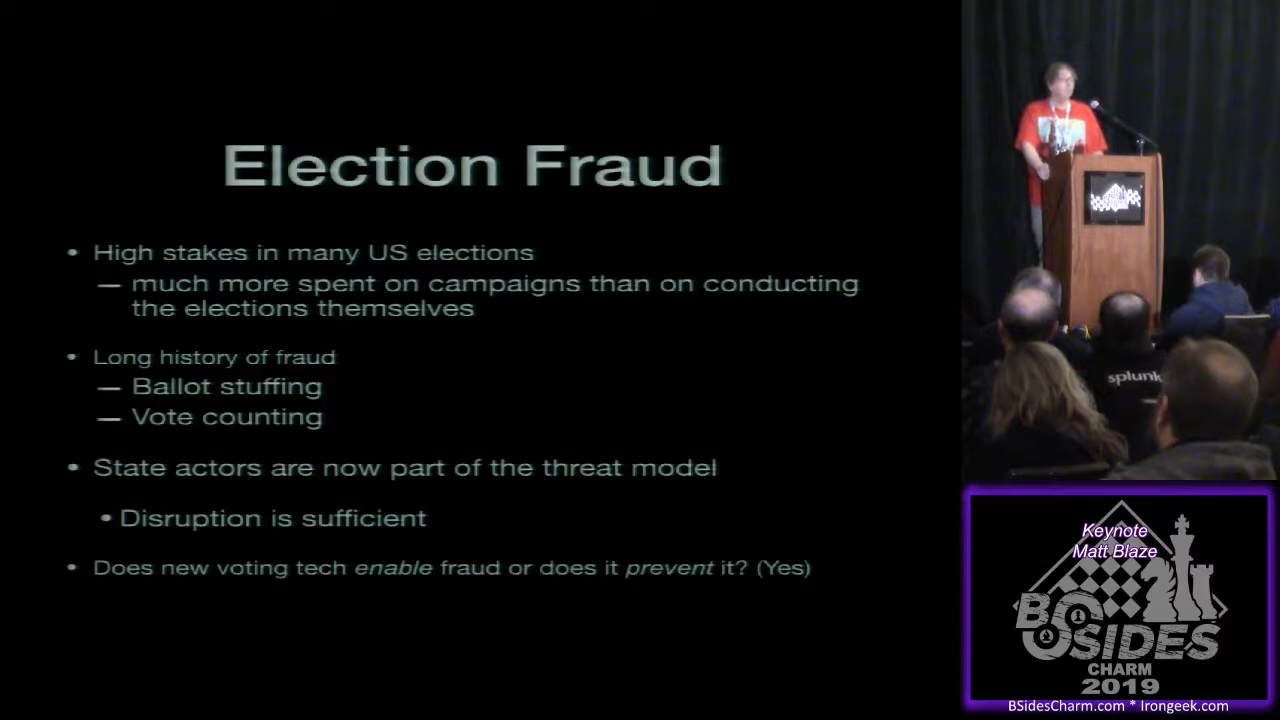 Election Fraud
• High stakes in many US elections
— much more spent on campaigns than on conducting
the elections themselves
• Long history of fraud
— Ballot stuffing
— Vote counting
• State actors are now part of the threat model
• Disruption is sufficient
• Does new voting tech enable fraud or does it prevent it? (Yes)
splunk
Keynote
Matt Blaze
BSIDES
CHARM
2019
BSidesCharm.com * Irongeek.com